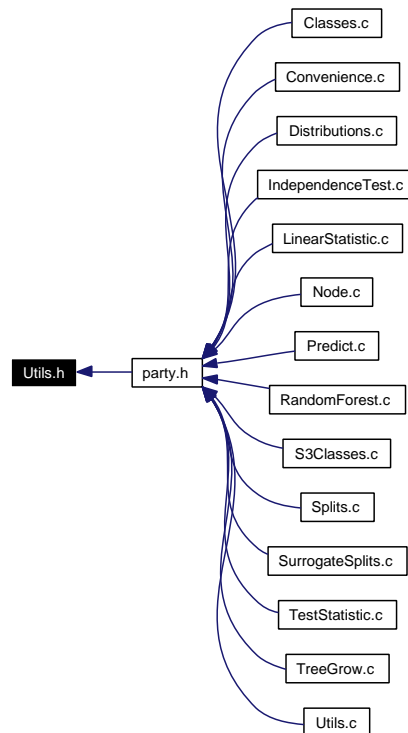 Classes.c
Convenience.c
Distributions.c
IndependenceTest.c
LinearStatistic.c
Node.c
Predict.c
Utils.h
party.h
RandomForest.c
S3Classes.c
Splits.c
SurrogateSplits.c
TestStatistic.c
TreeGrow.c
Utils.c